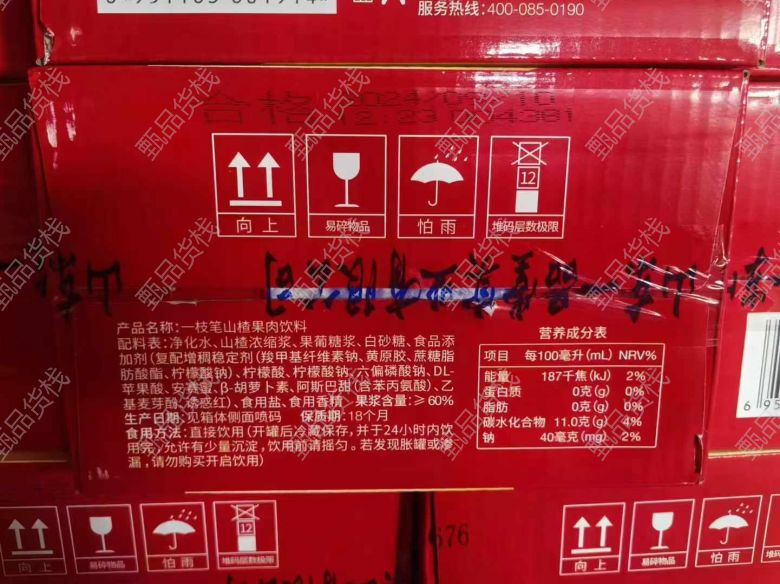 服务热线:400-085-0190
合格 2024/
12:23
向上
易碎物品
怕雨
12
堆码层数极限
产品名称:一枝笔山楂果肉饮料
配料表:净化水、山楂浓缩浆、果葡糖浆、白砂糖、食品添
加剂(复配增稠稳定剂(羧甲基纤维素钠、黄原胶、蔗糖脂
肪酸酯、柠檬酸钠)、柠檬酸、柠檬酸钠、六偏磷酸钠、DL-
苹果酸、安赛蜜、β-胡萝卜素、阿斯巴甜(含苯丙氨酸)、乙
基麦芽酚、诱惑红)、食用盐、食用香精 果浆含量:≥60%
生产日期:见箱体侧面喷码 保质期:18个月
食用方法:直接饮用(开罐后冷藏保存,并于24小时内饮
用完,允许有少量沉淀,饮用前请摇匀。若发现胀罐或渗
漏,请勿购买开启饮用)
营养成分表
项目 每100毫升(mL) NRV%
能量 187千焦(kJ) 2%
蛋白质 0克(g) 0%
脂肪 0克(g) 0%
碳水化合物 11.0克(g) 4%
钠 40毫克(mg) 2%
向上
易碎物品
怕雨
12
堆码层数极限
676
向上
易碎物品
怕雨
甄品货栈